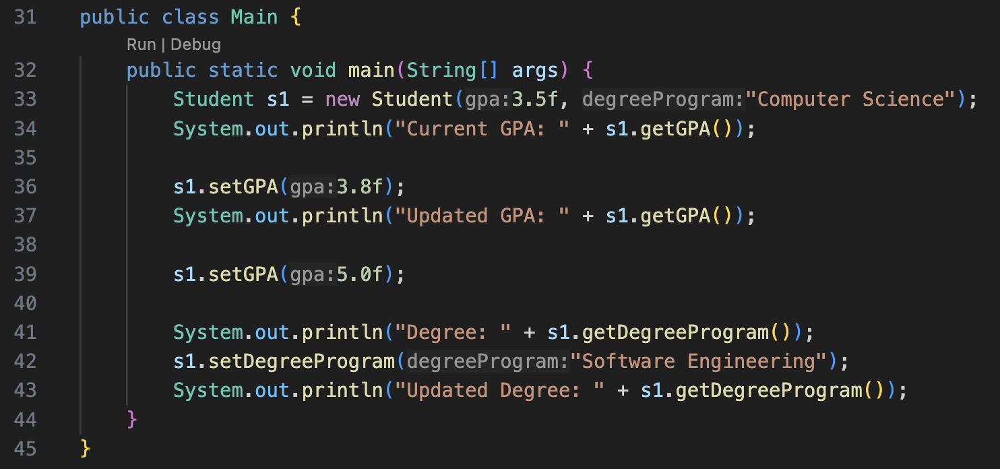 31 public class Main {
Run | Debug
32 public static void main(String[] args) {
33 Student s1 = new Student(gpa:3.5f, degreeProgram:"Computer Science");
34 System.out.println("Current GPA: " + s1.getGPA());
35
36 s1.setGPA(gpa:3.8f);
37 System.out.println("Updated GPA: " + s1.getGPA());
38
39 s1.setGPA(gpa:5.0f);
40
41 System.out.println("Degree: " + s1.getDegreeProgram());
42 s1.setDegreeProgram(degreeProgram:"Software Engineering");
43 System.out.println("Updated Degree: " + s1.getDegreeProgram());
44 }
45 }